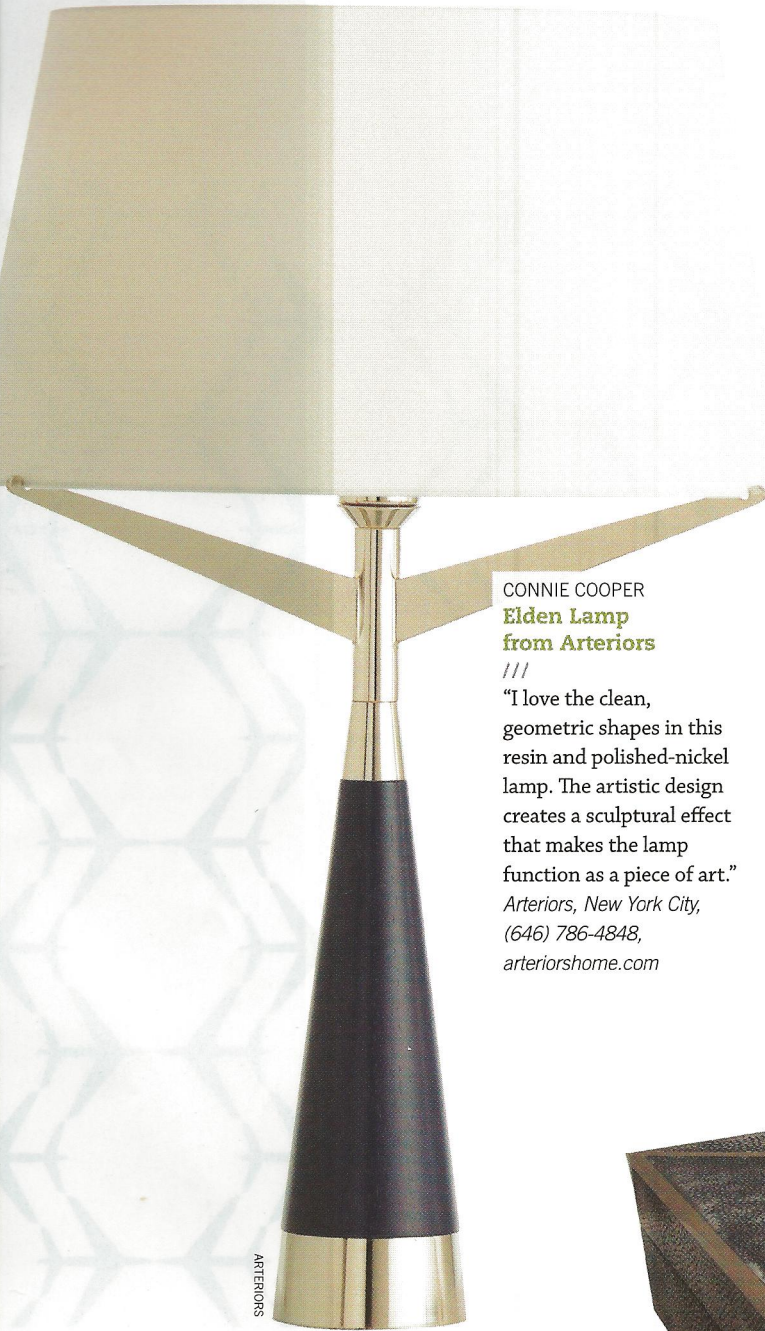 CONNIE COOPER
Elden Lamp
from Arteriors
///
“I love the clean,
geometric shapes in this
resin and polished-nickel
lamp. The artistic design
creates a sculptural effect
that makes the lamp
function as a piece of art.”
Arteriors, New York City,
(646) 786-4848,
arteriorshome.com
ARTERIORS